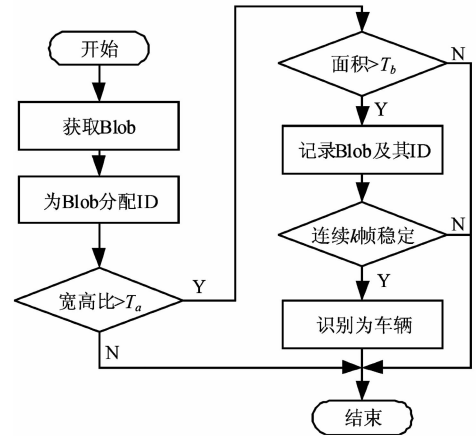 开始
获取Blob
为Blob分配ID
宽高比>Ta
Y
N
面积>Tb
N
Y
记录Blob及其ID
连续k帧稳定
N
Y
识别为车辆
结束